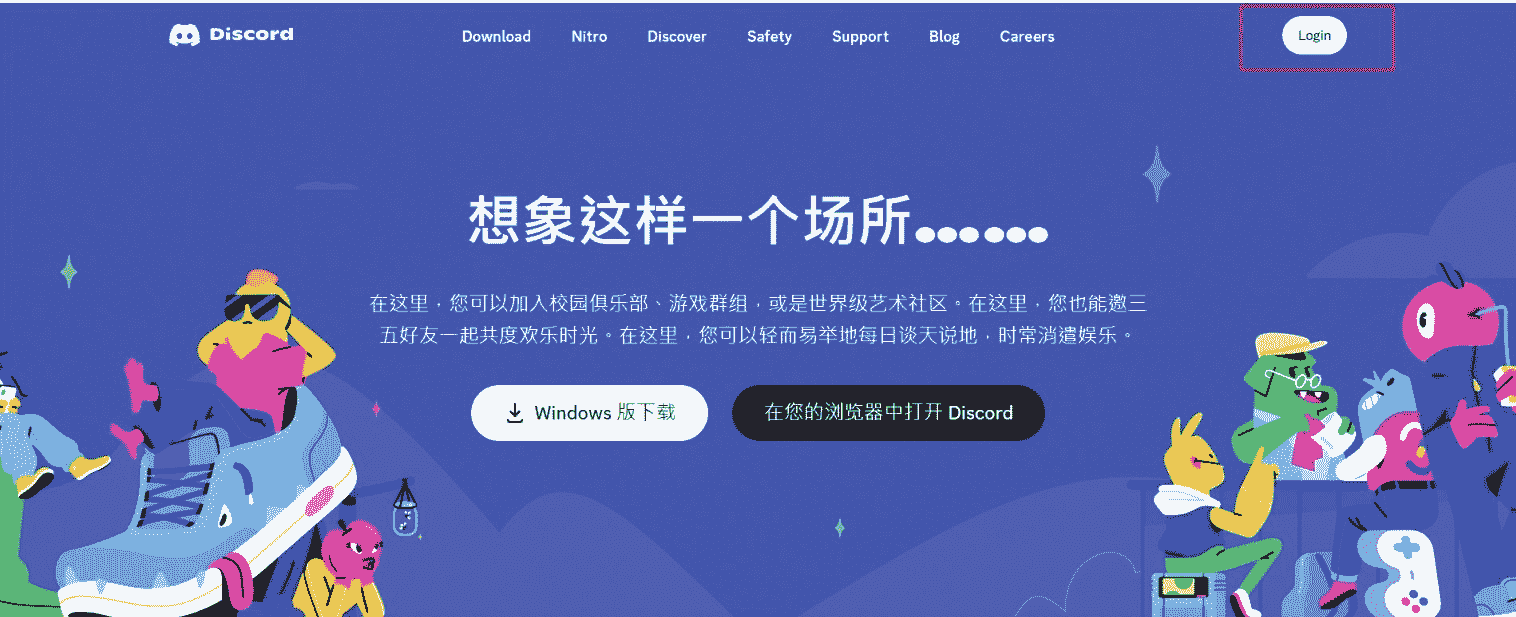 Discord
Download Nitro Discover Safety Support Blog Careers
Login
想象这样一个场所……
在这里，您可以加入校园俱乐部、游戏群组，或是世界级艺术社区。在这里，您也能邀三
五好友一起共度欢乐时光。在这里，您可以轻而易举地每日谈天说地，时常消遣娱乐。
Windows 版下载
在您的浏览器中打开 Discord